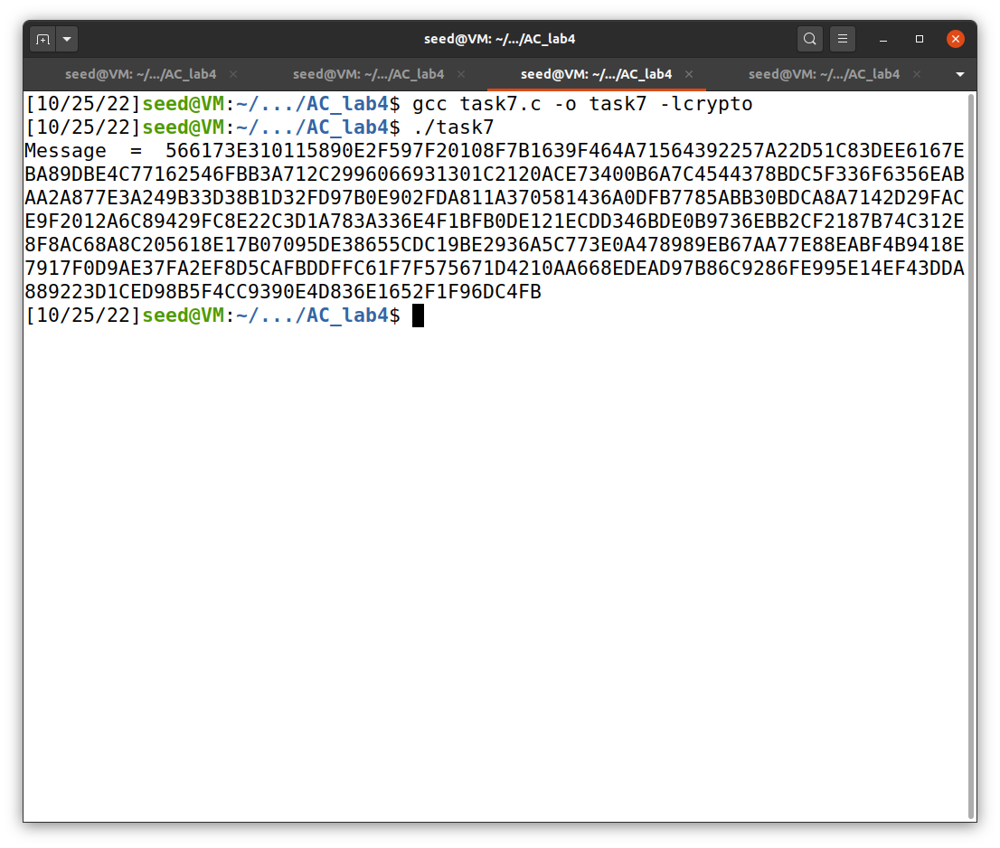 seed@VM: ~/.../AC_lab4
seed@VM: ~/.../AC_lab4 seed@VM: ~/.../AC_lab4 seed@VM: ~/.../AC_lab4 seed@VM: ~/.../AC_lab4
[10/25/22]seed@VM:~/.../AC_lab4$ gcc task7.c -o task7 -lcrypto
[10/25/22]seed@VM:~/.../AC_lab4$ ./task7
Message  =  566173E310115890E2F597F20108F7B1639F464A71564392257A22D51C83DEE6167E
BA89DBE4C77162546FBB3A712C2996066931301C2120ACE73400B6A7C4544378BDC5F336F6356EAB
AA2A877E3A249B33D38B1D32FD97B0E902FDA811A370581436A0DFB7785ABB30BDCA8A7142D29FAC
E9F2012A6C89429FC8E22C3D1A783A336E4F1BFB0DE121ECDD346BDE0B9736EBB2CF2187B74C312E
8F8AC68A8C205618E17B07095DE38655CDC19BE2936A5C773E0A478989EB67AA77E88EABF4B9418E
7917F0D9AE37FA2EF8D5CAFBDDFFC61F7F575671D4210AA668EDEAD97B86C9286FE995E14EF43DDA
889223D1CED98B5F4CC9390E4D836E1652F1F96DC4FB
[10/25/22]seed@VM:~/.../AC_lab4$